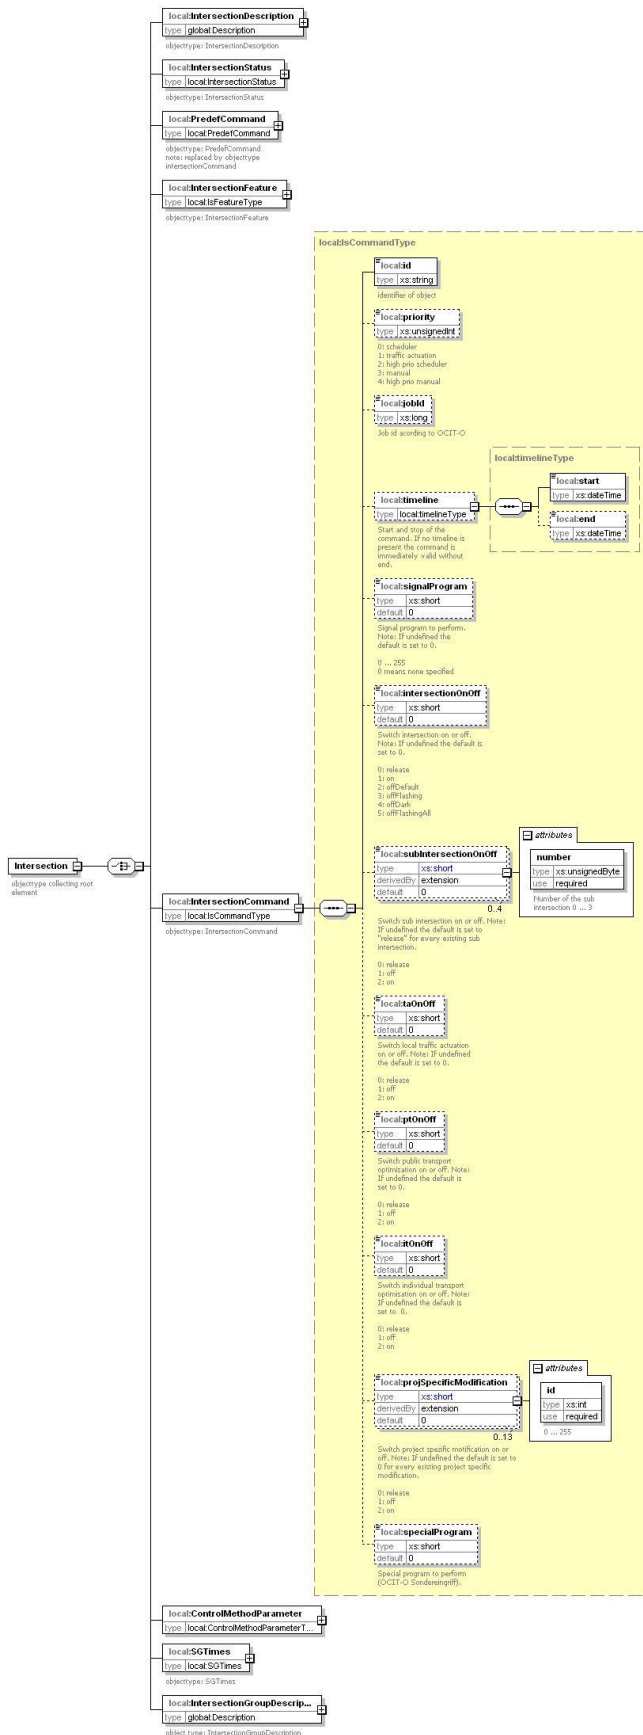 local:IntersectionDescription
type global:Description
objecttype: IntersectionDescription
local:IntersectionStatus
type local:IntersectionStatus
objecttype: IntersectionStatus
local:PredefCommand
type local:PredefCommand
objecttype: PredefCommand
note: replaced by objecttype
intersectionCommand
local:IntersectionFeature
type local:IsFeatureType
objecttype: IntersectionFeature
local:IsCommandType
local:id
type xs:string
identifier of object
local:priority
type xs:unsignedInt
0: scheduler
1: traffic actuation
2: high prio scheduler
3: manual
4: high prio manual
local:jobId
type xs:long
Job id acording to OCIT-O
local:timelineType
local:start
type xs:dateTime
local:timeline
type local:timelineType
local:end
type xs:dateTime
Start and stop of the
command. If no timeline is
present the command is
immediately valid without
end.
local:signalProgram
type xs:short
default 0
Signal program to perform.
Note: If undefined the
default is set to 0.
0 ... 255
0 means none specified
local:intersectionOnOff
type xs:short
default 0
Switch intersection on or off.
Note: If undefined the default is
set to 0.
0: release
1: on
2: offDefault
3: offFlashing
4: offDark
5: offFlashingAll
Intersection
objecttype collecting root
element
attributes
local:subIntersectionOnOff
type xs:short
derivedBy extension
default 0
0..4
number
type xs:unsignedByte
use required
Number of the sub
intersection 0 ... 3
local:IntersectionCommand
type local:IsCommandType
objecttype: IntersectionCommand
Switch sub intersection on or off. Note:
If undefined the default is set to
"release" for every existing sub
intersection.
0: release
1: off
2: on
local:taOnOff
type xs:short
default 0
Switch local traffic actuation
on or off. Note: If undefined
the default is set to 0.
0: release
1: off
2: on
local:ptOnOff
type xs:short
default 0
Switch public transport
optimisation on or off. Note:
If undefined the default is
set to 0.
0: release
1: off
2: on
local:itOnOff
type xs:short
default 0
Switch individual transport
optimisation on or off. Note:
If undefined the default is
set to 0.
0: release
1: off
2: on
attributes
local:projSpecificModification
type xs:short
derivedBy extension
default 0
0..13
id
type xs:int
use required
0 ... 255
Switch project spezific motification on or
off. Note: If undefined the default is set to
0 for every existing project specific
modification.
0: release
1: off
2: on
local:specialProgram
type xs:short
default 0
Special program to perform
(OCIT-O Sondereingriff).
local:ControlMethodParameter
type local:ControlMethodParameterT...
local:SGTimes
type local:SGTimes
objecttype: SGTimes
local:IntersectionGroupDescrip...
type global:Description
object type: IntersectionGroupDescription